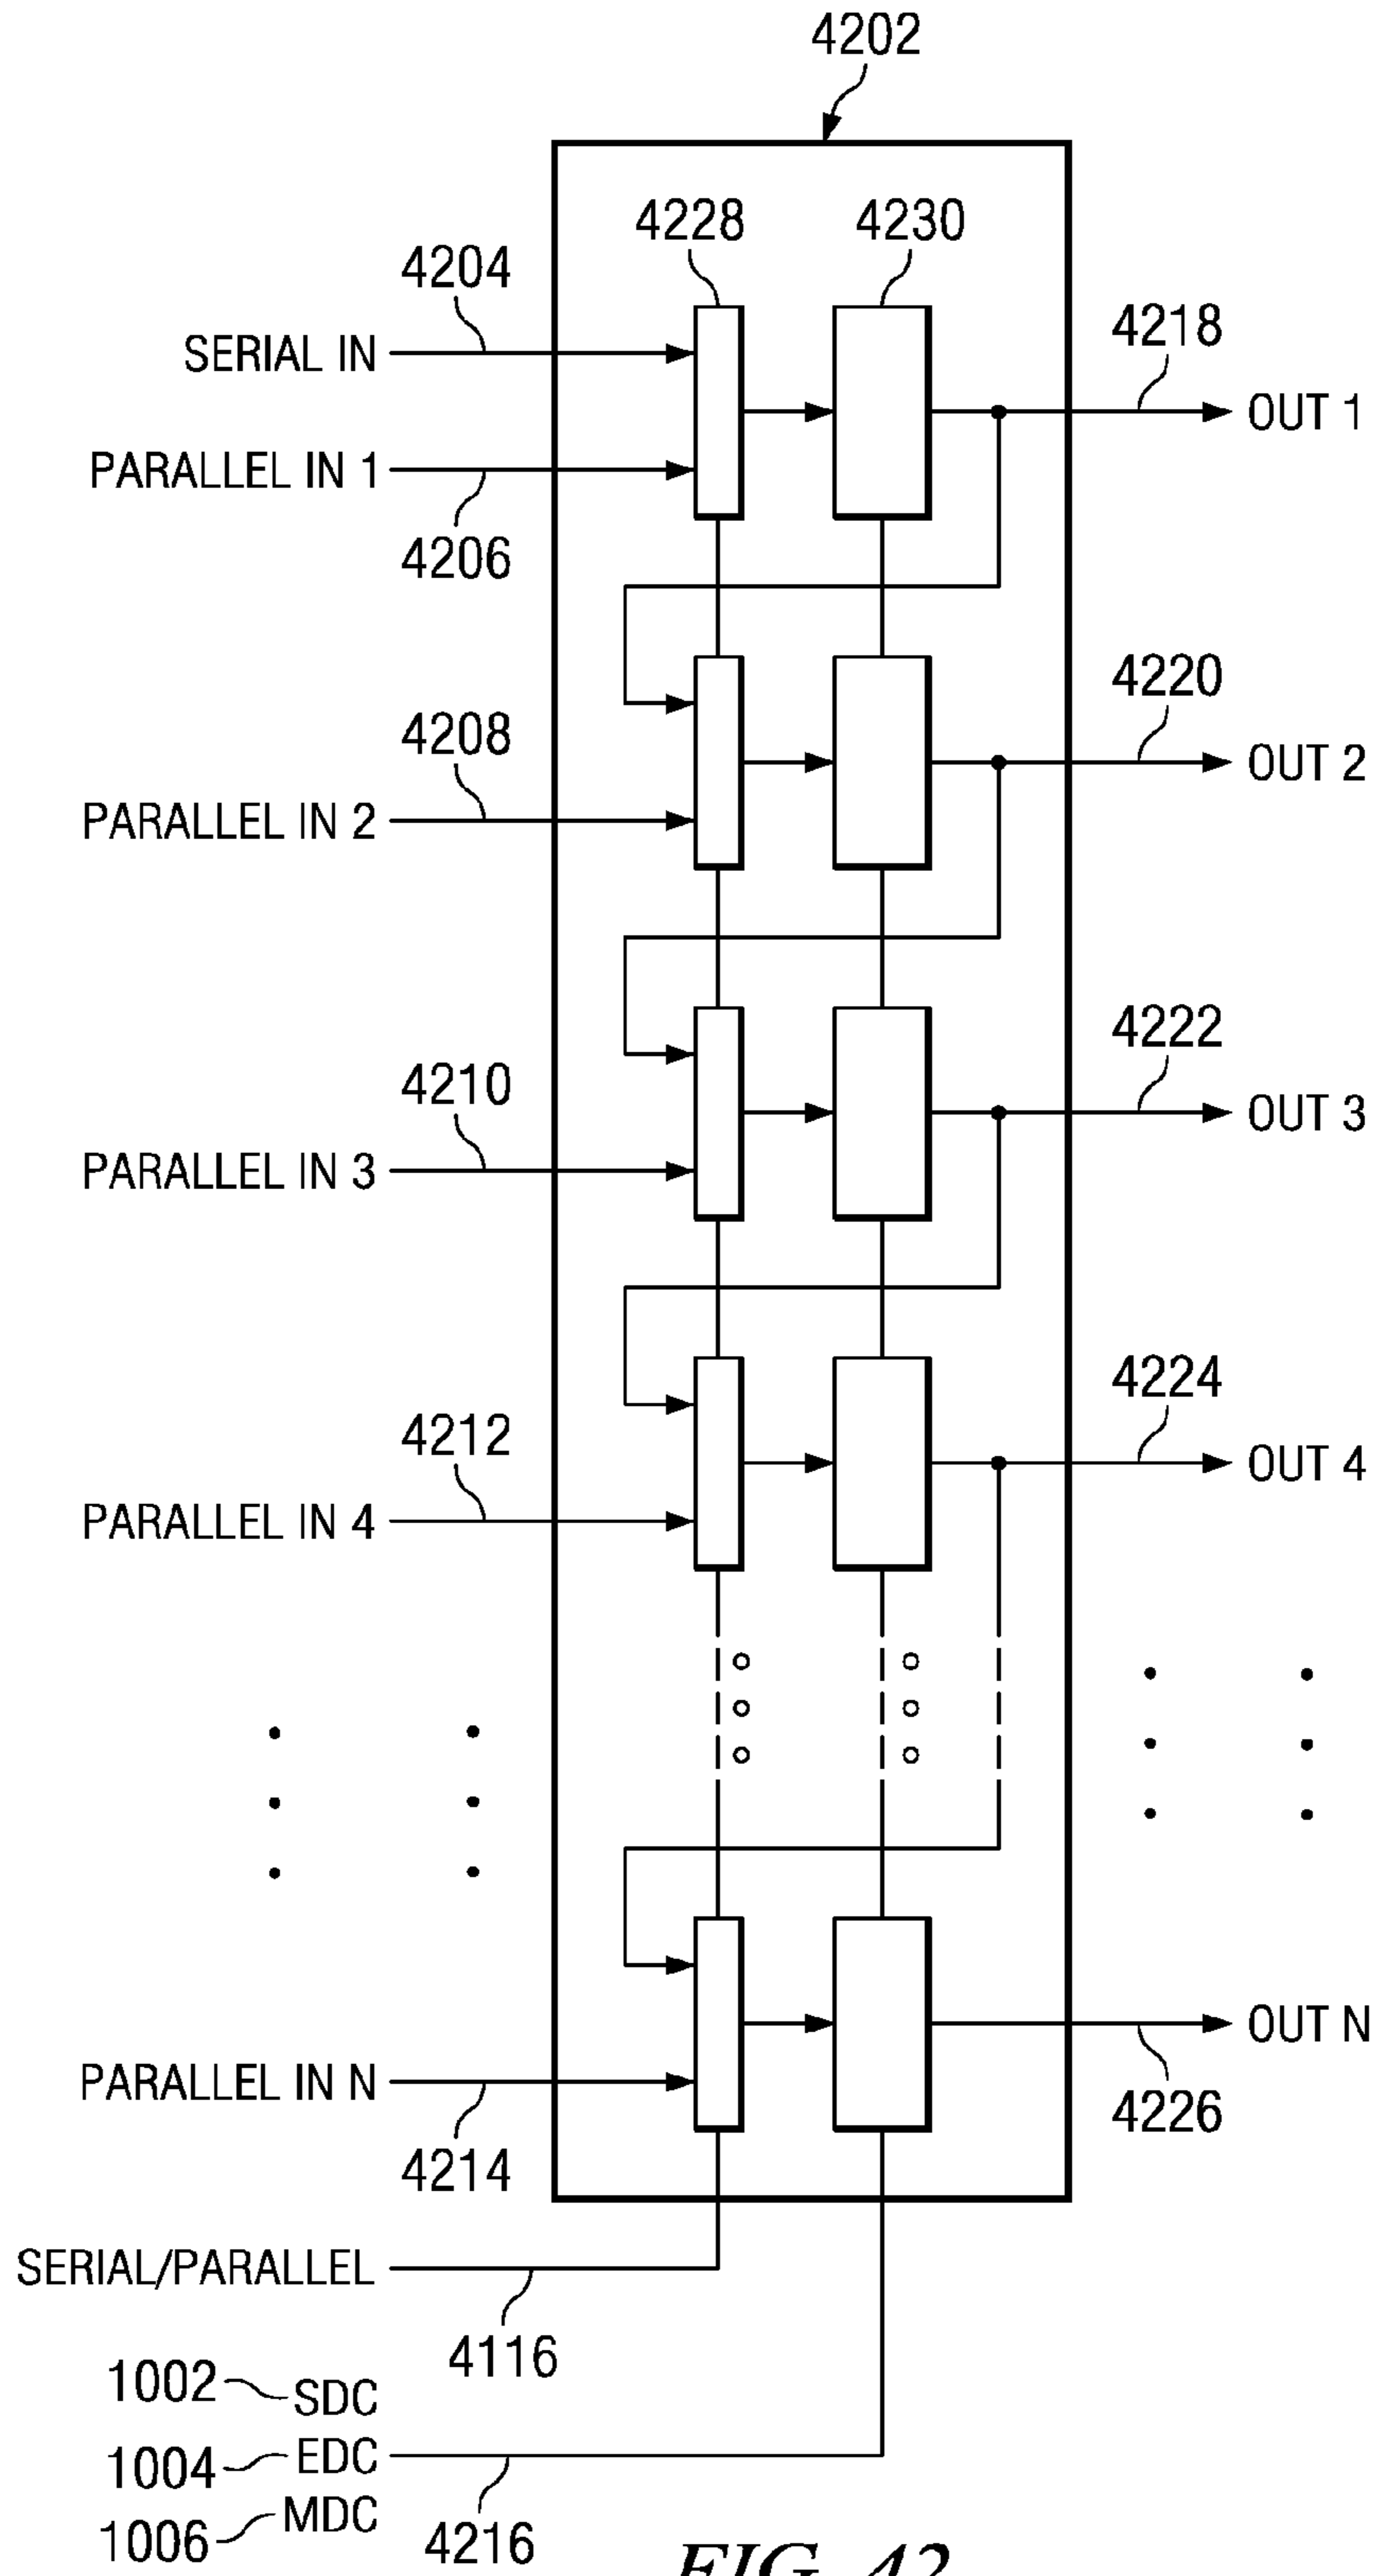 4202
4228
4230
4204
SERIAL IN
4218
OUT 1
PARALLEL IN 1
4206
4220
4208
OUT 2
PARALLEL IN 2
4222
4210
OUT 3
PARALLEL IN 3
4224
4212
OUT 4
PARALLEL IN 4
OUT N
PARALLEL IN N
4226
4214
SERIAL/PARALLEL
4116
1002 SDC
1004 EDC
1006 MDC
4216
FIG. 42